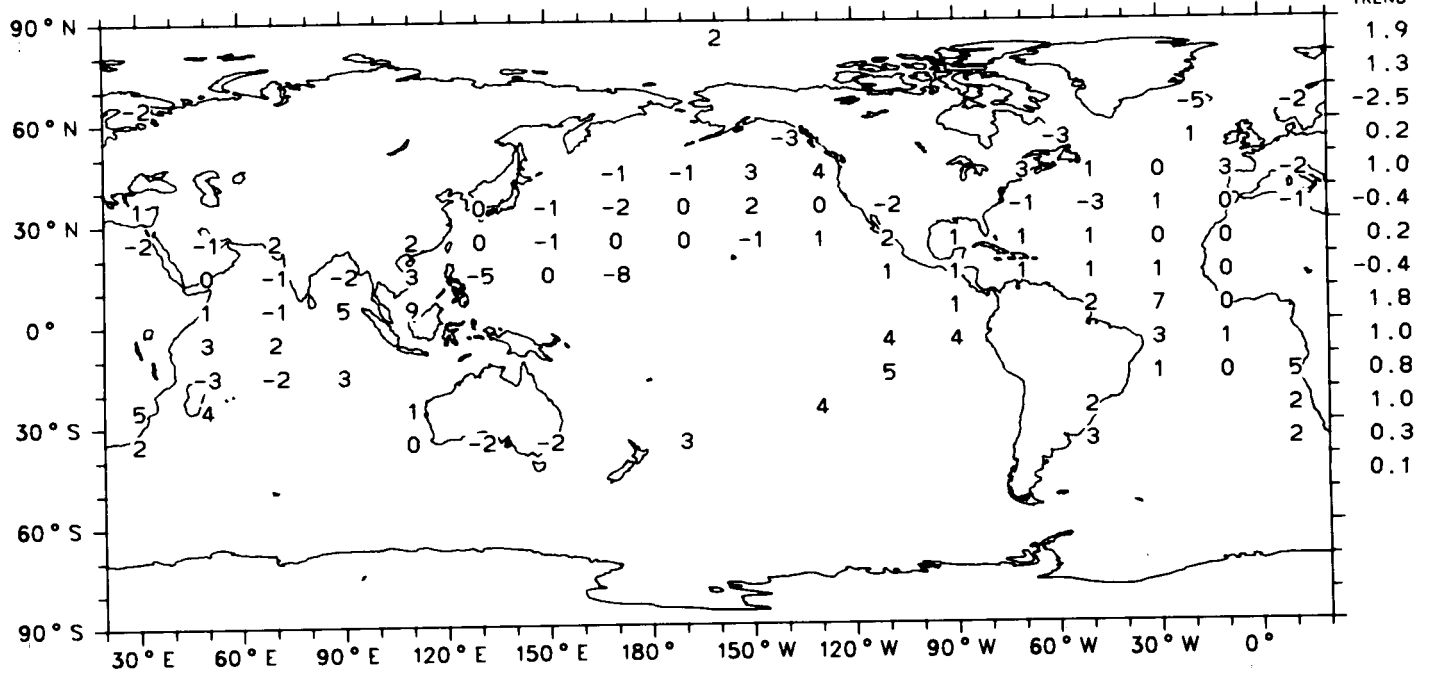 TREND
90° N 2 1.9
1.3
-2 -5 -2 -2.5
60° N -3 -3 1 0.2
-1 -1 3 4 3 1 0 3 -2 1.0
1 0 -1 -2 0 2 0 -2 -1 -3 1 0 -1 -0.4
30° N -2 -1 2 2 0 -1 0 0 -1 1 2 1 1 1 0 0 0.2
0 -1 -2 3 -5 0 -8 1 1 1 1 1 0 -0.4
1 -1 5 9 1 2 7 0 1.8
0° 3 2 4 4 3 1 1.0
-3 -2 3 5 1 0 5 0.8
5 4 1 4 2 2 1.0
30° S 2 0 -2 -2 3 3 2 0.3
0.1
60° S
90° S
30° E 60° E 90° E 120° E 150° E 180° 150° W 120° W 90° W 60° W 30° W 0°